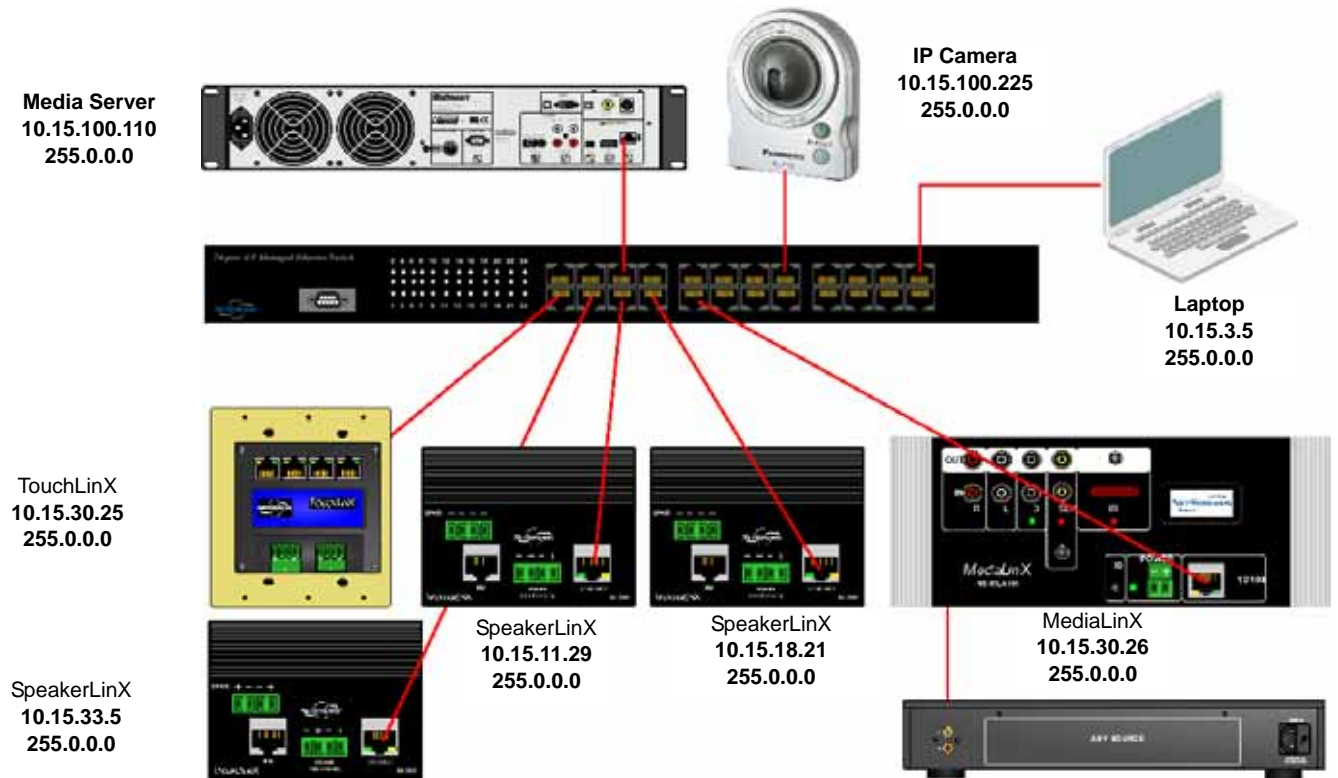 Media Server
10.15.100.110
255.0.0.0
IP Camera
10.15.100.225
255.0.0.0
Laptop
10.15.3.5
255.0.0.0
TouchLinX
10.15.30.25
255.0.0.0
SpeakerLinX
10.15.11.29
255.0.0.0
SpeakerLinX
10.15.18.21
255.0.0.0
MediaLinX
POWER
MediaLinX
10.15.30.26
255.0.0.0
SpeakerLinX
10.15.33.5
255.0.0.0
ANY SOURCE